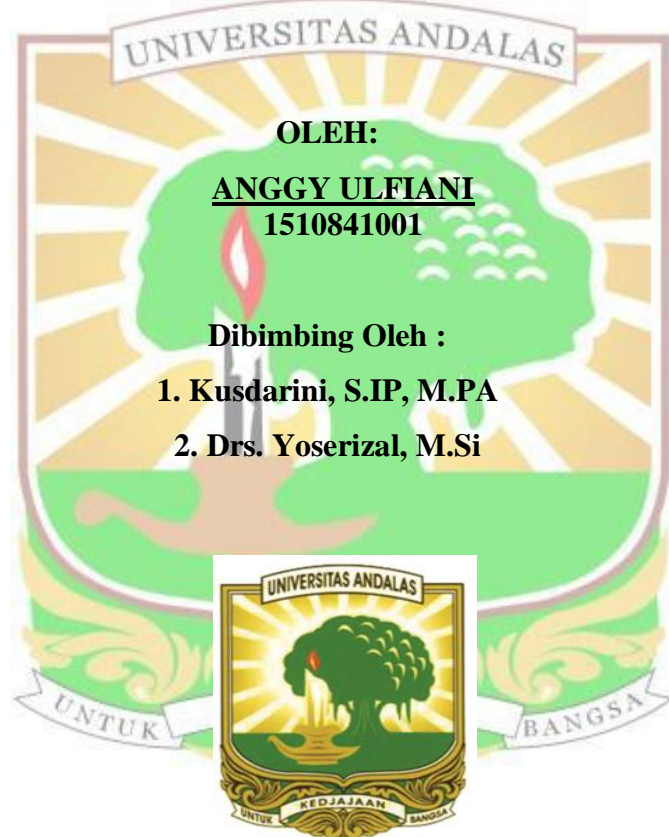 UNIVERSITAS ANDALAS
OLEH:
ANGGY ULFIANI
1510841001
Dibimbing Oleh :
1. Kusdarini, S.IP, M.PA
2. Drs. Yoserizal, M.Si
UNIVERSITAS ANDALAS
UNTUK BANGSA
UNTUK KEDJAJAAN BANGSA